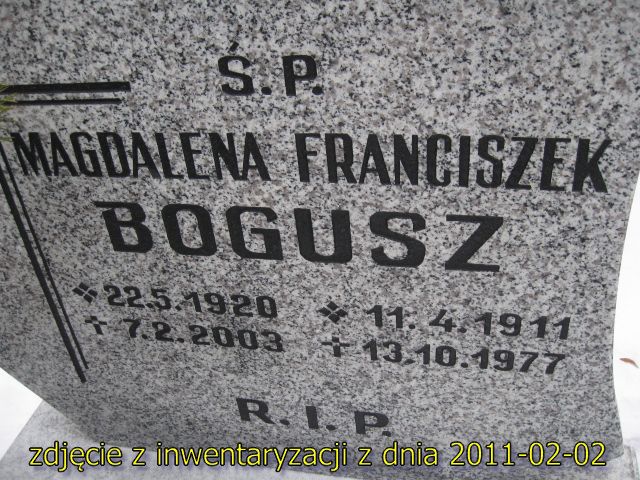 Ś.P.
MAGDALENA FRANCISZEK
BOGUSZ
22.5.1920 11.4.1911
7.2.2003 13.10.1977
R.I.P.
zdjęcie z inwentaryzacji z dnia 2011-02-02